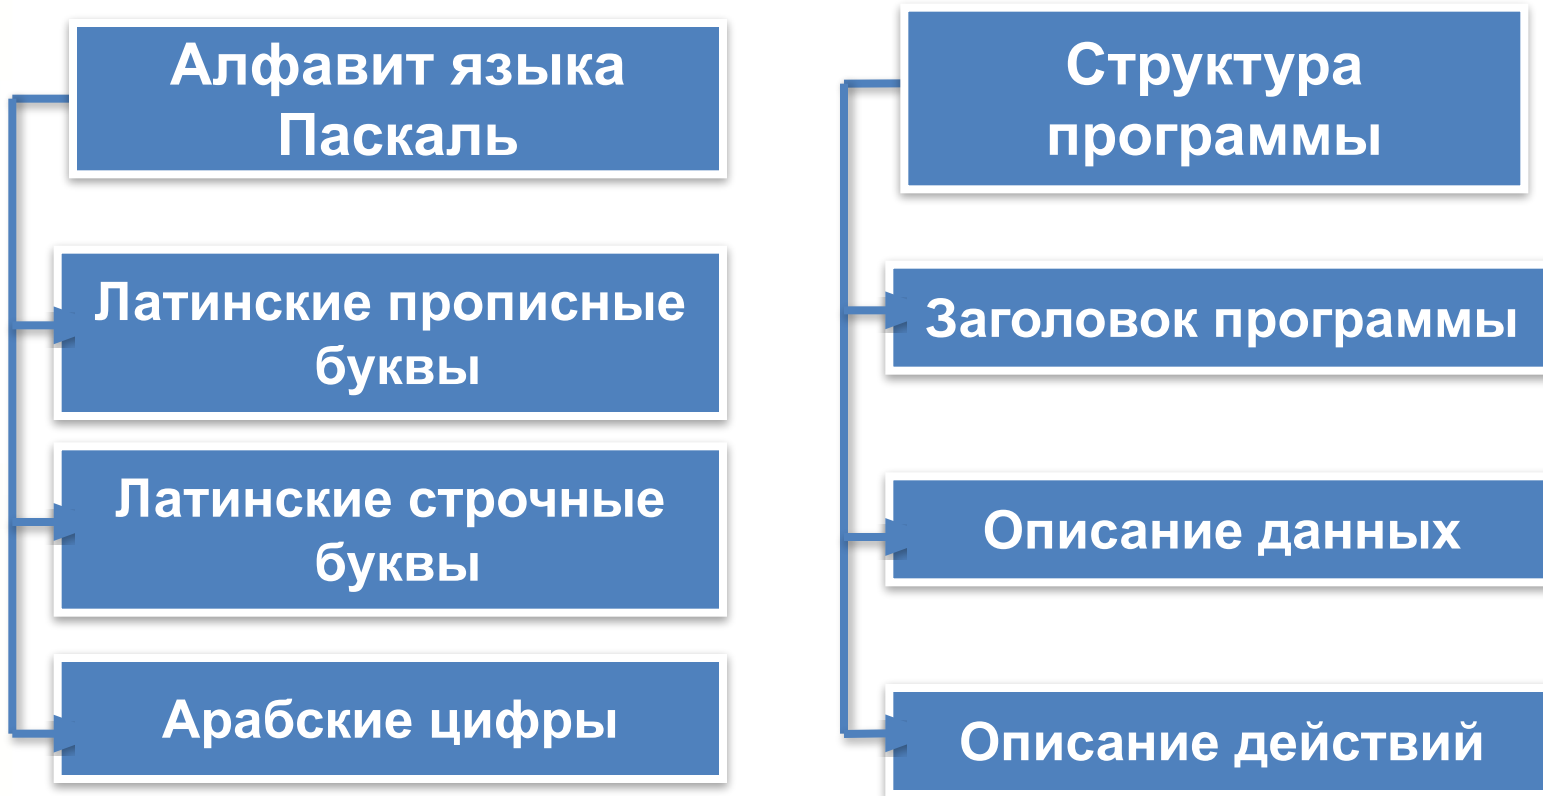 Алфавит языка
Паскаль
Латинские прописные
буквы
Латинские строчные
буквы
Арабские цифры
Структура
программы
Заголовок программы
Описание данных
Описание действий